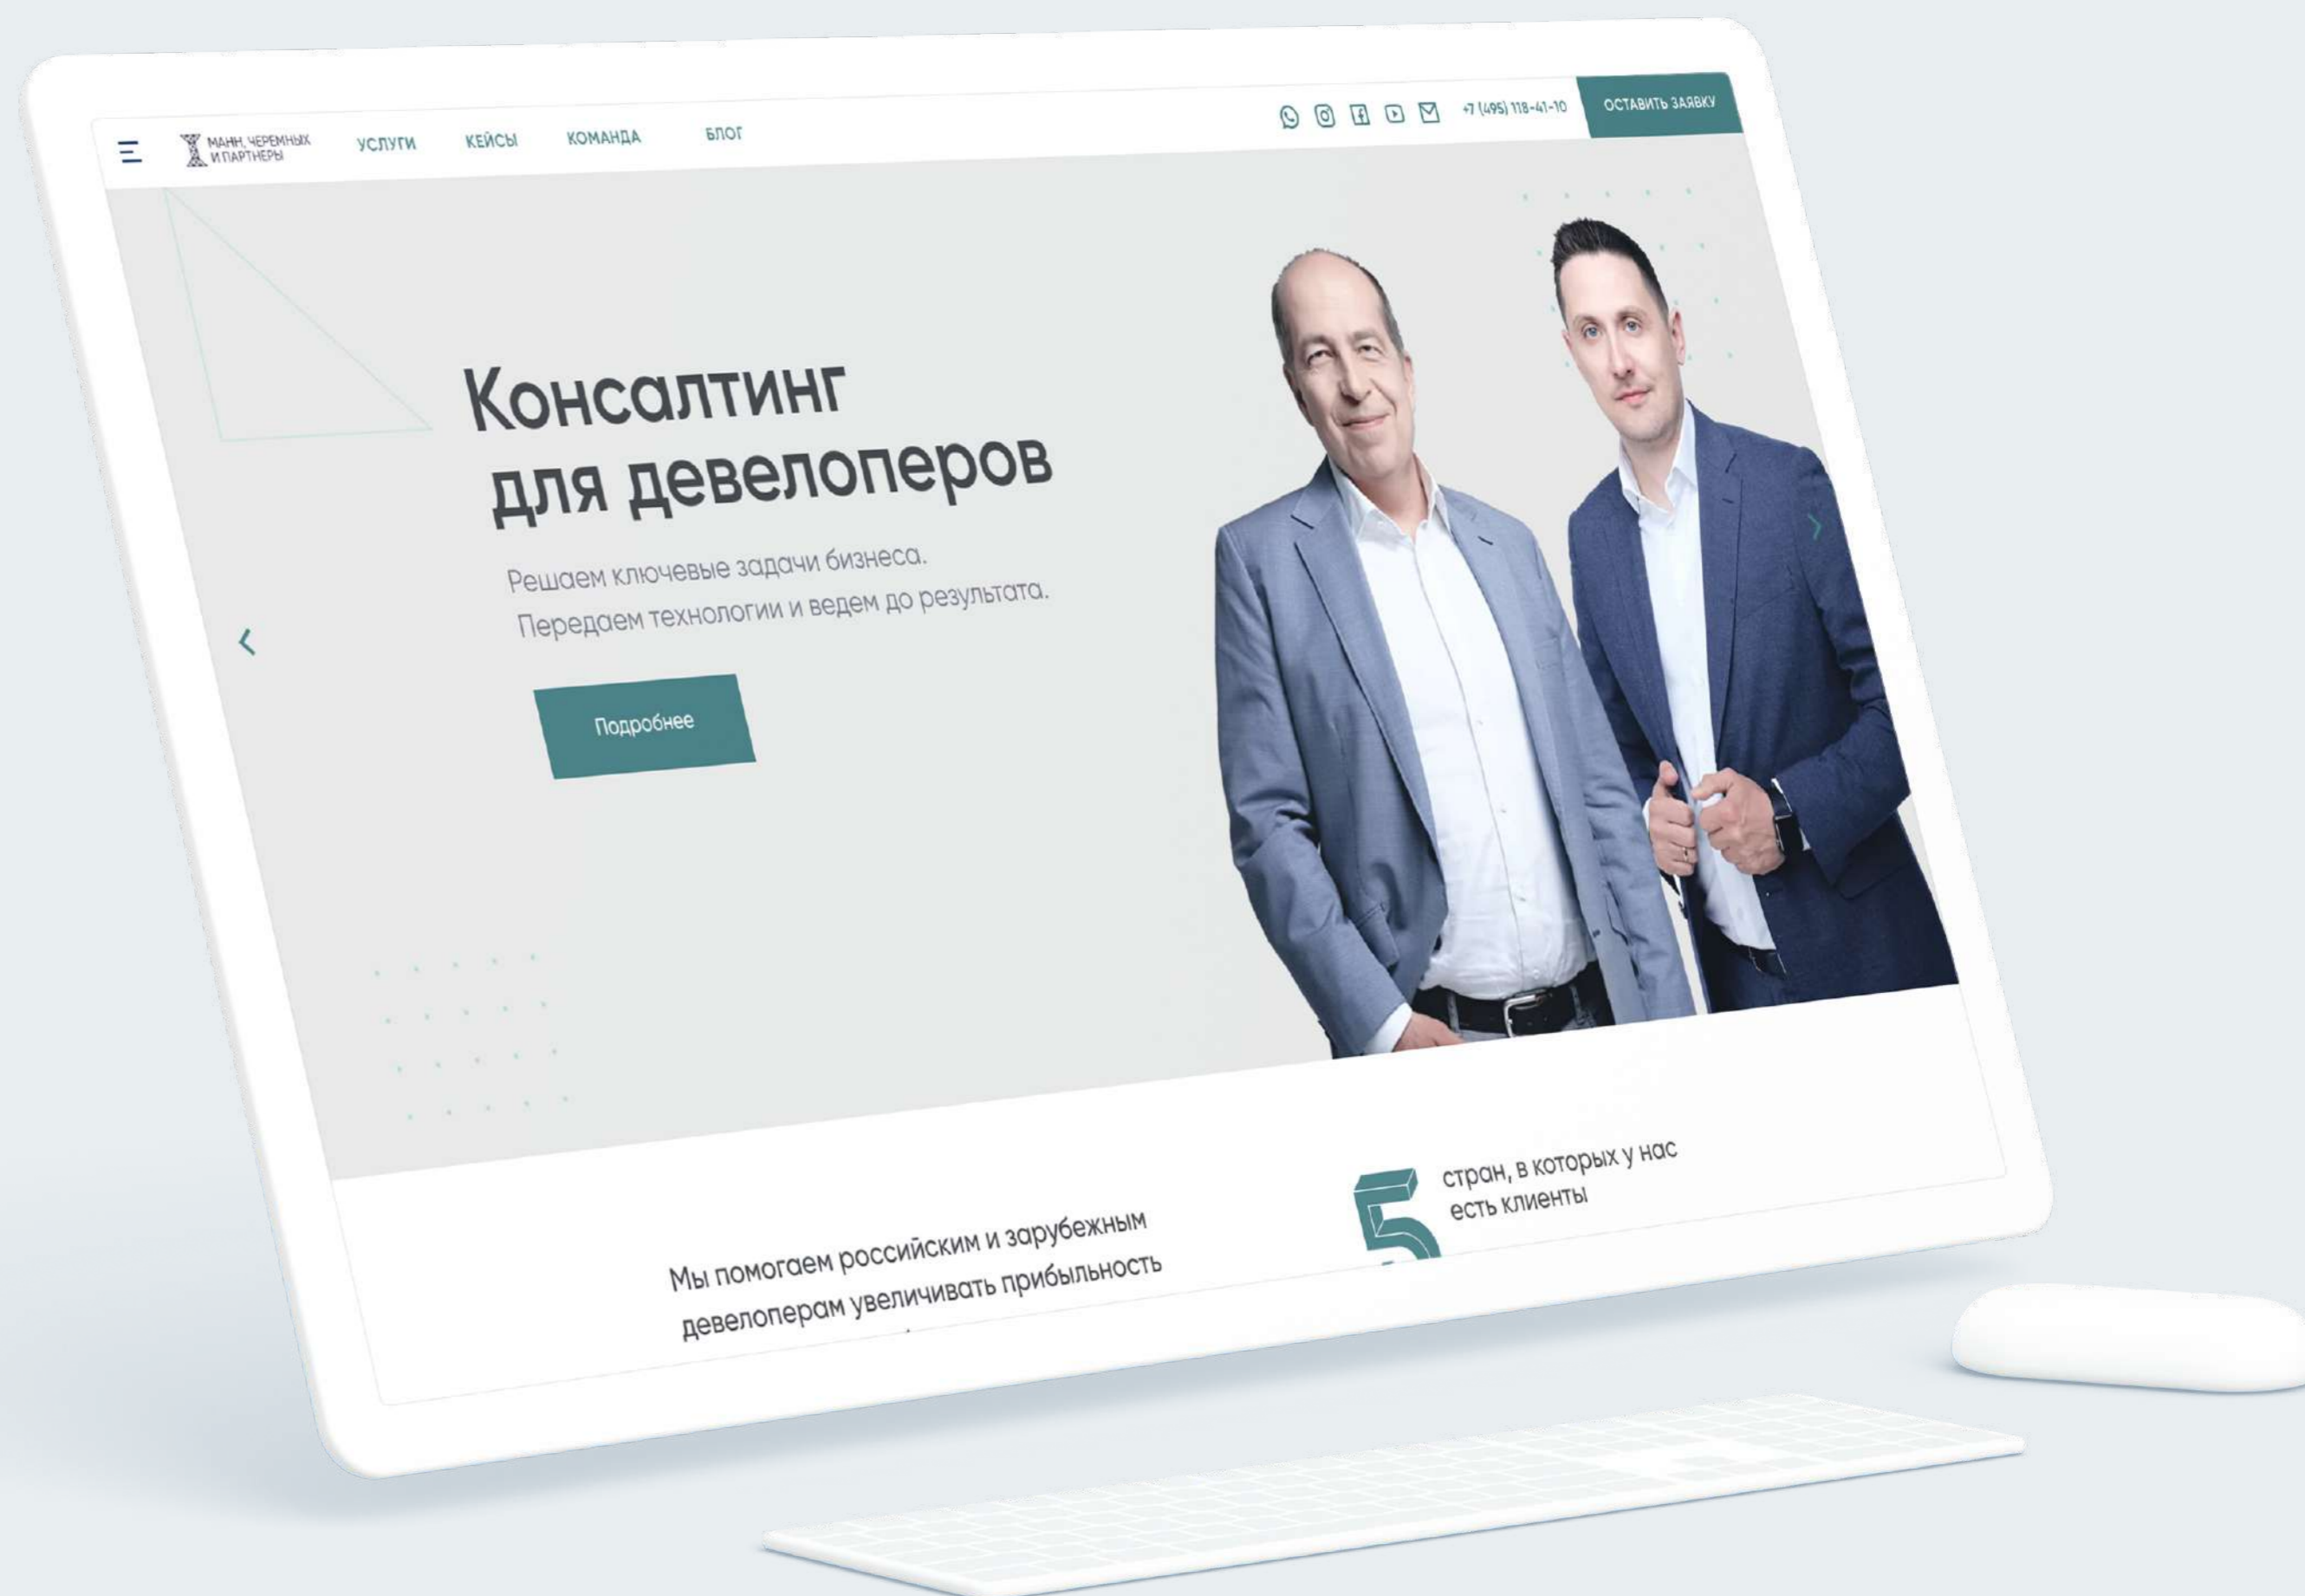 МАНН, ЧЕРЕМНЫХ
И ПАРТНЕРЫ
УСЛУГИ
КЕЙСЫ
КОМАНДА
БЛОГ
+7 (495) 118-41-10
ОСТАВИТЬ ЗАЯВКУ
Консалтинг
для девелоперов
Решаем ключевые задачи бизнеса.
Передаем технологии и ведем до результата.
Подробнее
5
стран, в которых у нас
есть клиенты
Мы помогаем российским и зарубежным
девелоперам увеличивать прибыльность